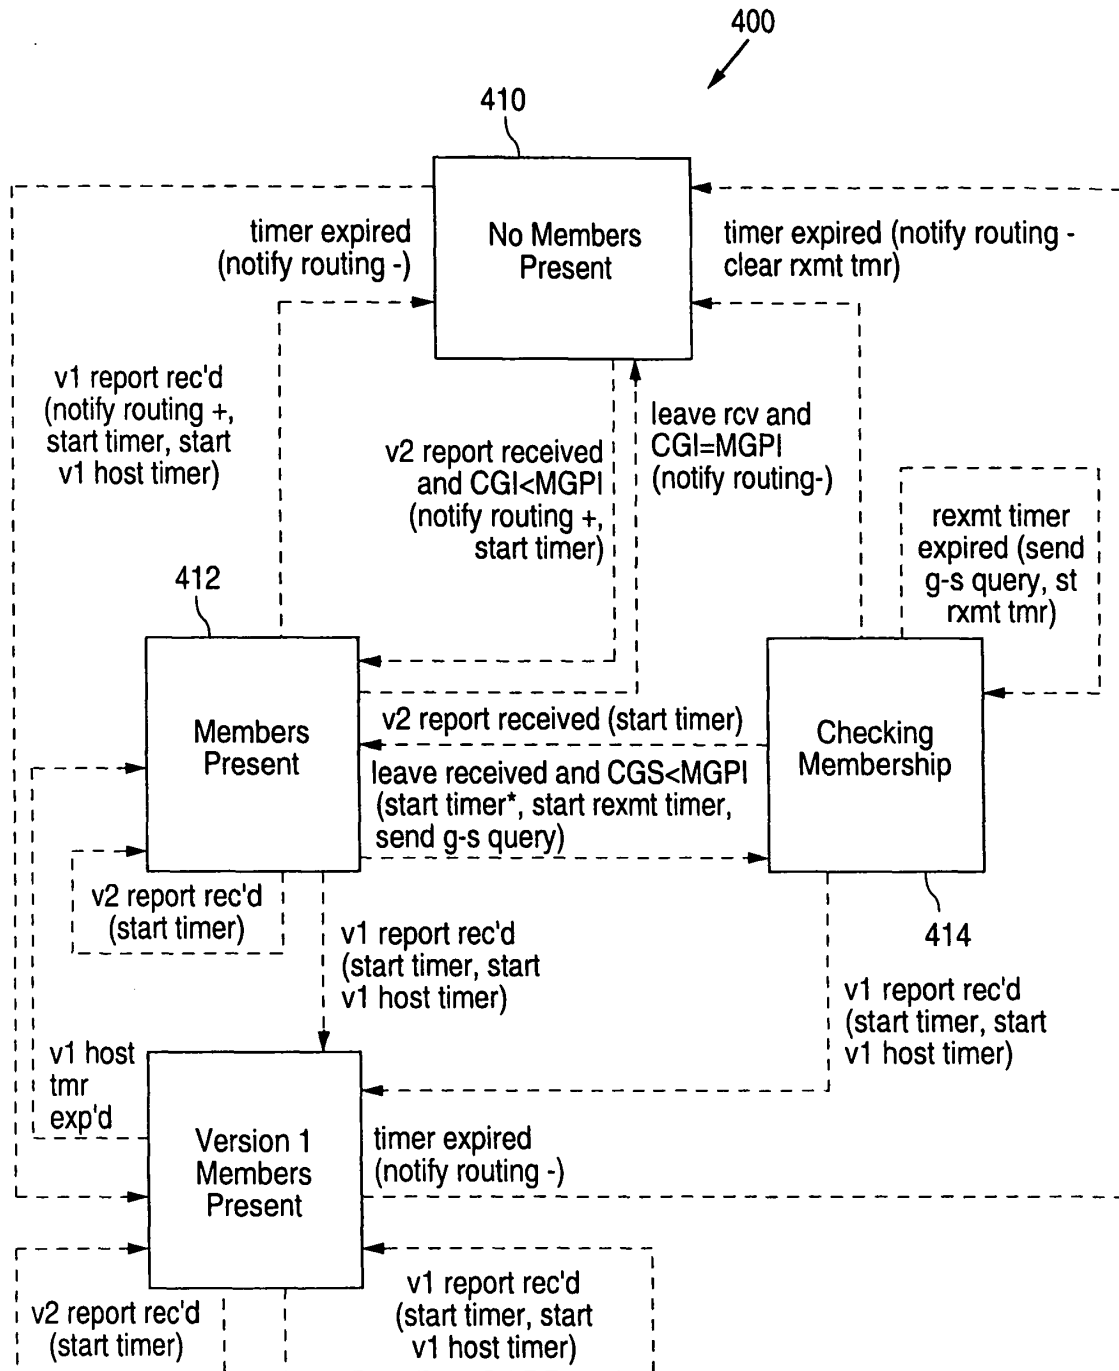 400
410
No Members
Present
timer expired
(notify routing -)
timer expired (notify routing -
clear rxmt tmr)
v1 report rec'd
(notify routing +,
start timer, start
v1 host timer)
v2 report received
and CGI<MGPI
(notify routing +,
start timer)
leave rcv and
CGI=MGPI
(notify routing-)
rexmt timer
expired (send
g-s query, st
rxmt tmr)
412
Members
Present
v2 report received (start timer)
leave received and CGS<MGPI
(start timer*, start rexmt timer,
send g-s query)
Checking
Membership
414
v2 report rec'd
(start timer)
v1 report rec'd
(start timer, start
v1 host timer)
v1 report rec'd
(start timer, start
v1 host timer)
v1 host
tmr
exp'd
Version 1
Members
Present
timer expired
(notify routing -)
v2 report rec'd
(start timer)
v1 report rec'd
(start timer, start
v1 host timer)